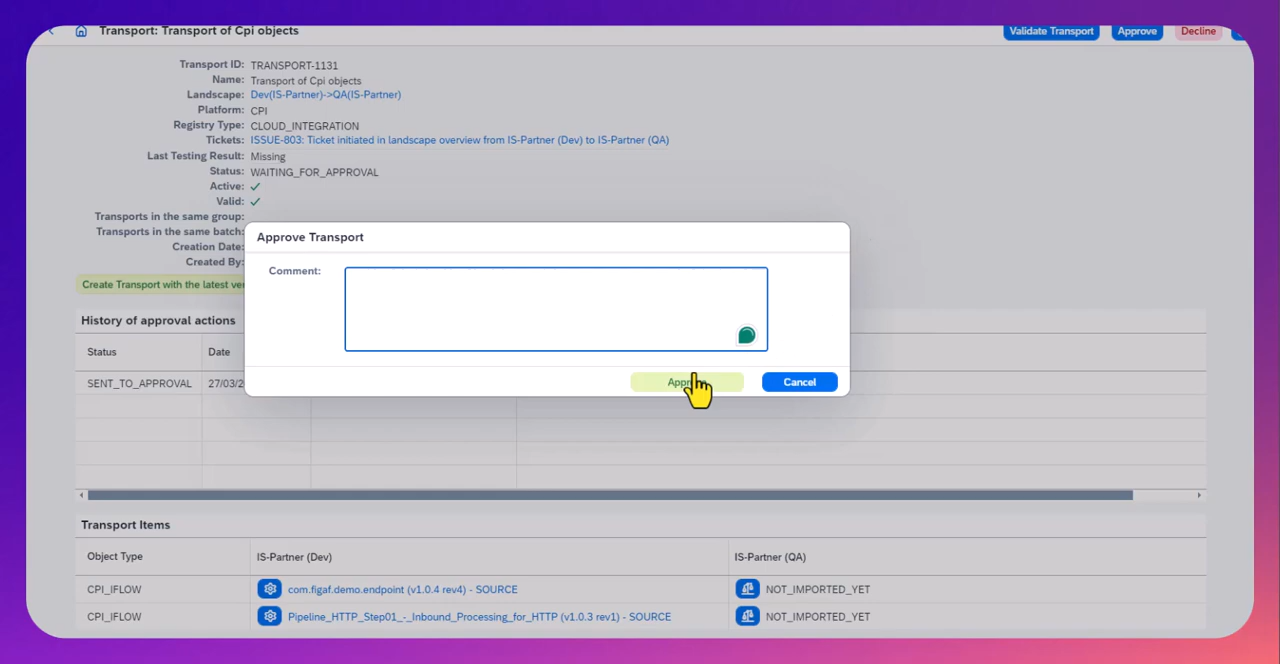 Transport: Transport of Cpi objects
Validate Transport
Approve
Decline
Transport ID: TRANSPORT-1131
Name: Transport of Cpi objects
Landscape: Dev(IS-Partner)->QA(IS-Partner)
Platform: CPI
Registry Type: CLOUD_INTEGRATION
Tickets: ISSUE-803: Ticket initiated in landscape overview from IS-Partner (Dev) to IS-Partner (QA)
Last Testing Result: Missing
Status: WAITING_FOR_APPROVAL
Active:
Valid:
Transports in the same group:
Transports in the same batch:
Creation Date:
Created By:
Create Transport with the latest
Approve Transport
Comment:
Cancel
History of approval actions
Status Date
SENT_TO_APPROVAL 27/03/2
Transport Items
Object Type IS-Partner (Dev) IS-Partner (QA)
CPI_IFLOW com.figaf.demo.endpoint (v1.0.4 rev4) - SOURCE NOT_IMPORTED_YET
CPI_IFLOW Pipeline_HTTP_Step01_-_Inbound_Processing_for_HTTP (v1.0.3 rev1) - SOURCE NOT_IMPORTED_YET